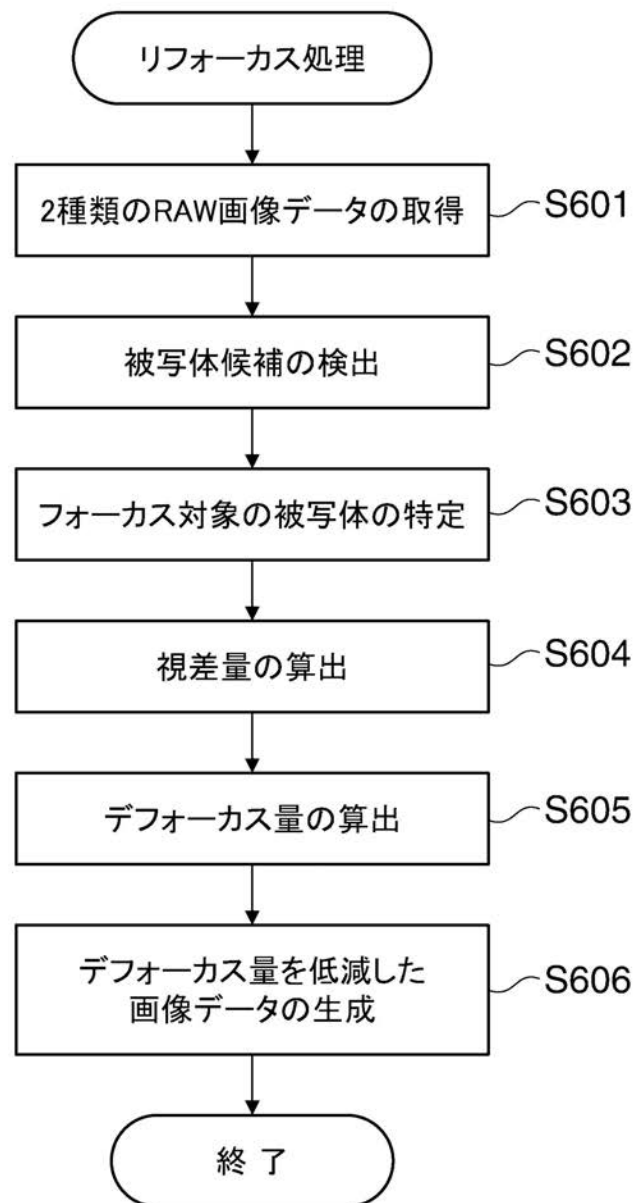 リフォーカス処理
2種類のRAW画像データの取得
S601
被写体候補の検出
S602
フォーカス対象の被写体の特定
S603
視差量の算出
S604
デフォーカス量の算出
S605
デフォーカス量を低減した
画像データの生成
S606
終 了